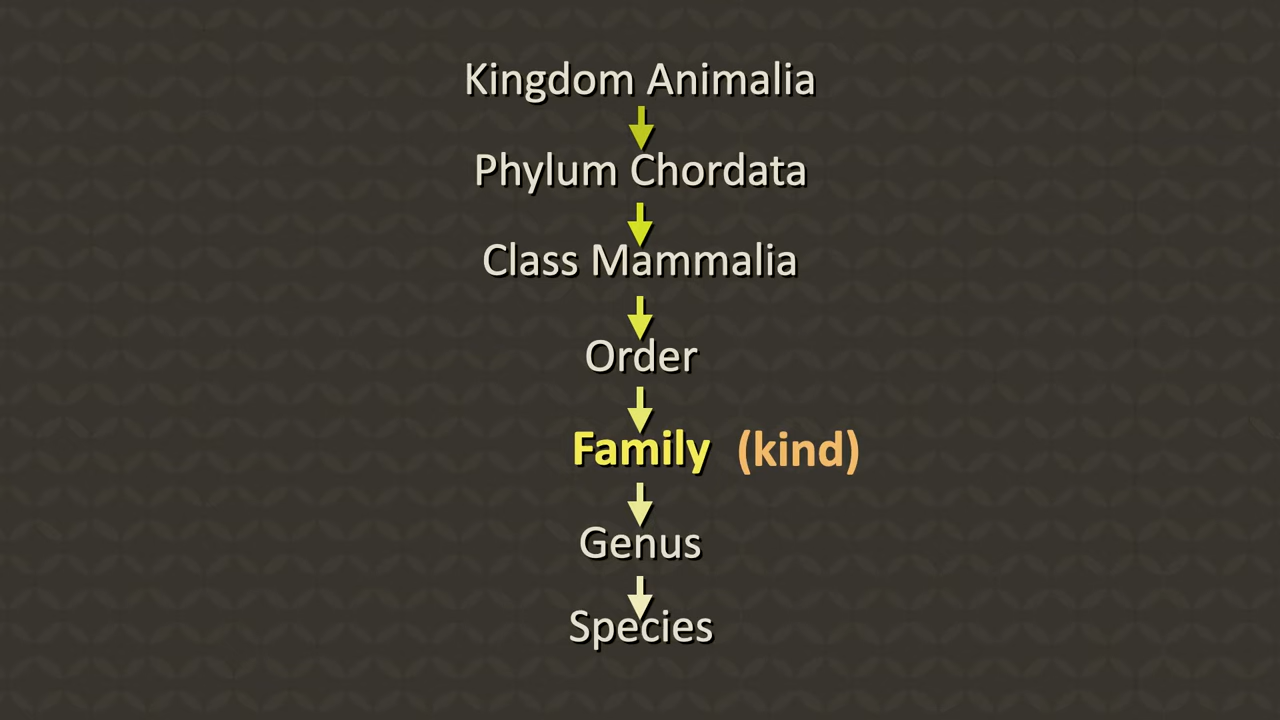 Kingdom Animalia
Phylum Chordata
Class Mammalia
Order
Family (kind)
Genus
Species